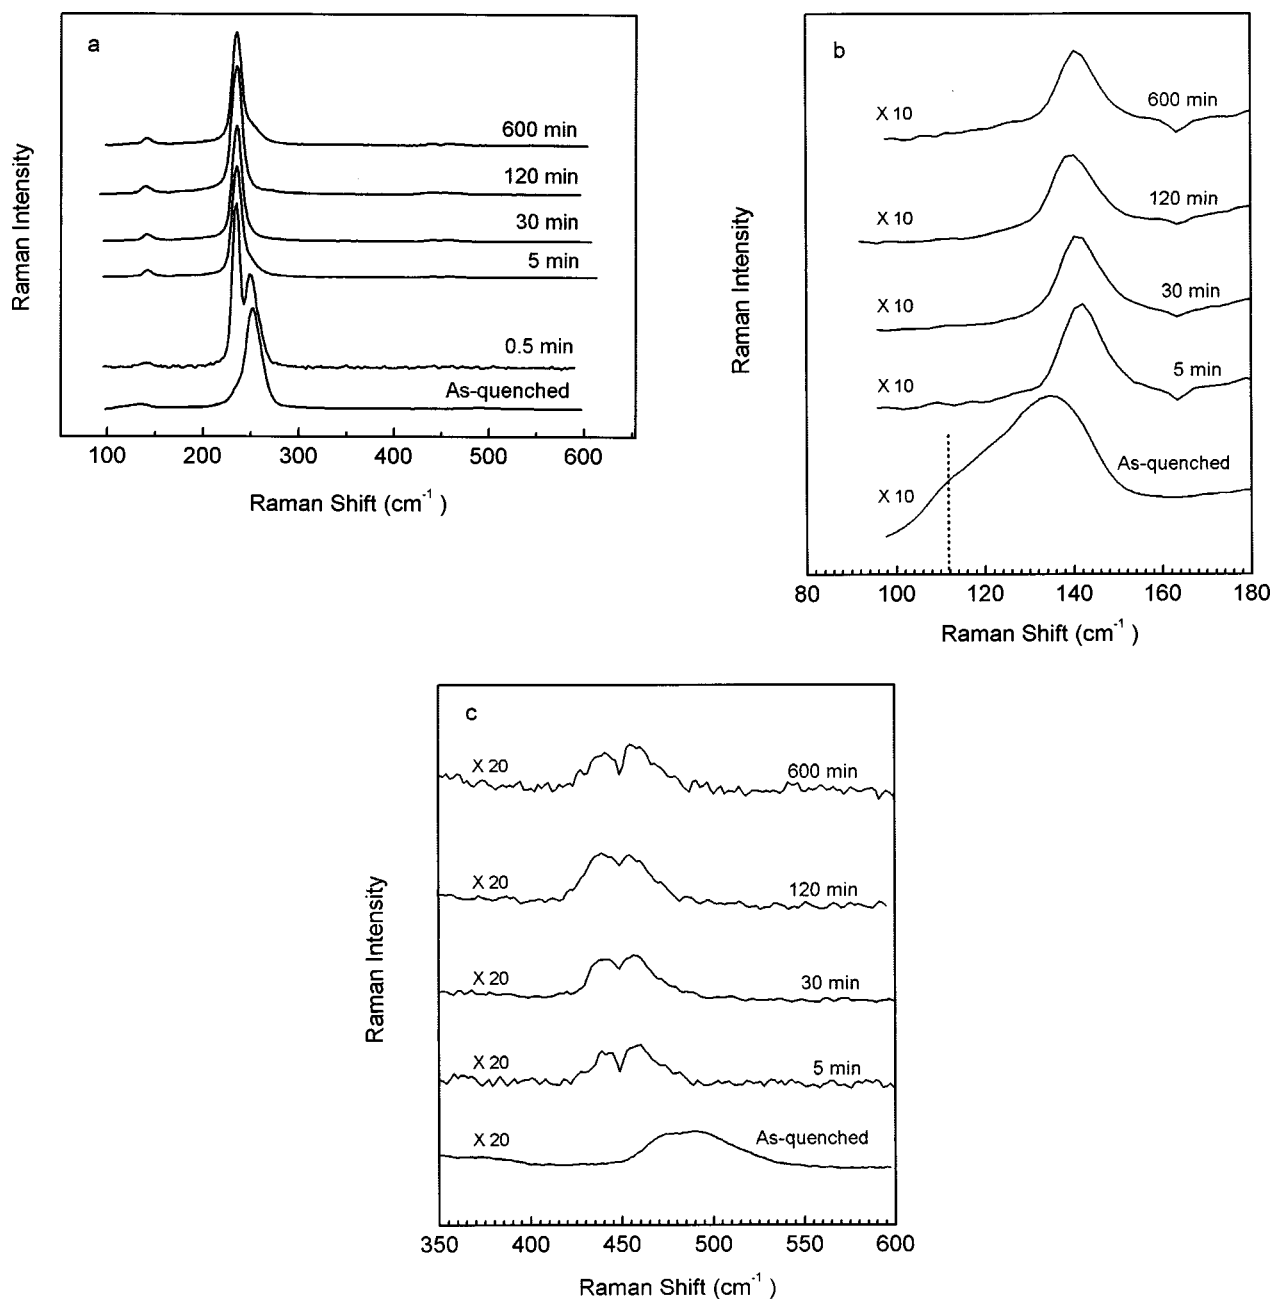 a
600 min
120 min
30 min
5 min
0.5 min
As-quenched
Raman Intensity
100 200 300 400 500 600
Raman Shift (cm-1 )
b
X 10
600 min
X 10
120 min
X 10
30 min
X 10
5 min
X 10
As-quenched
Raman Intensity
80 100 120 140 160 180
Raman Shift (cm-1 )
c
X 20
600 min
X 20
120 min
X 20
30 min
X 20
5 min
X 20
As-quenched
Raman Intensity
350 400 450 500 550 600
Raman Shift (cm-1 )